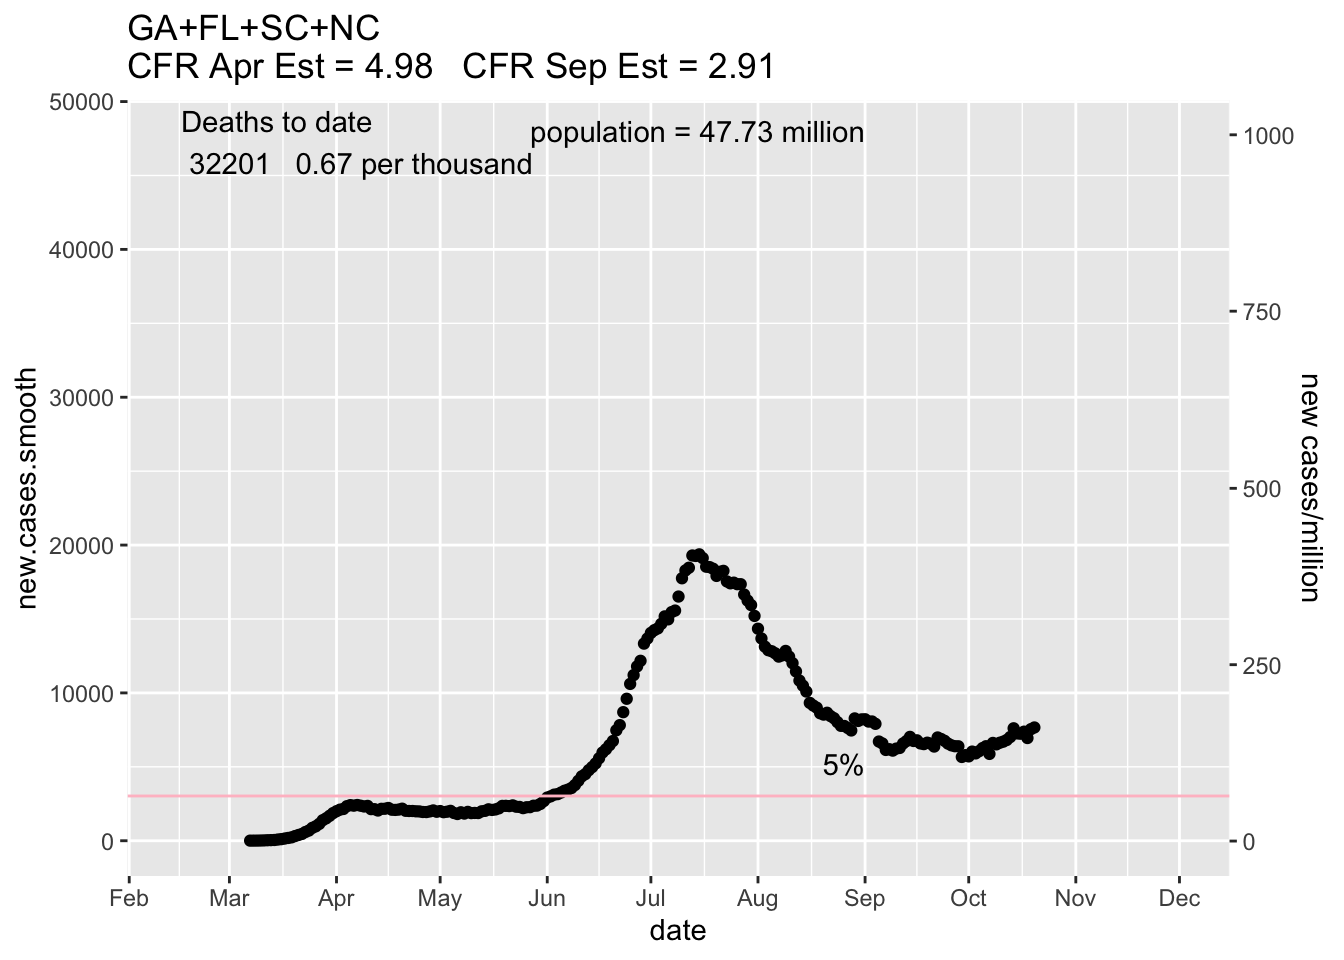 GA+FL+SC+NC
CFR Apr Est = 4.98   CFR Sep Est = 2.91
Deaths to date
32201   0.67 per thousand
population = 47.73 million
50000
40000
30000
20000
10000
0
new.cases.smooth
1000
750
500
250
0
new cases/million
5%
Feb Mar Apr May Jun Jul Aug Sep Oct Nov Dec
date